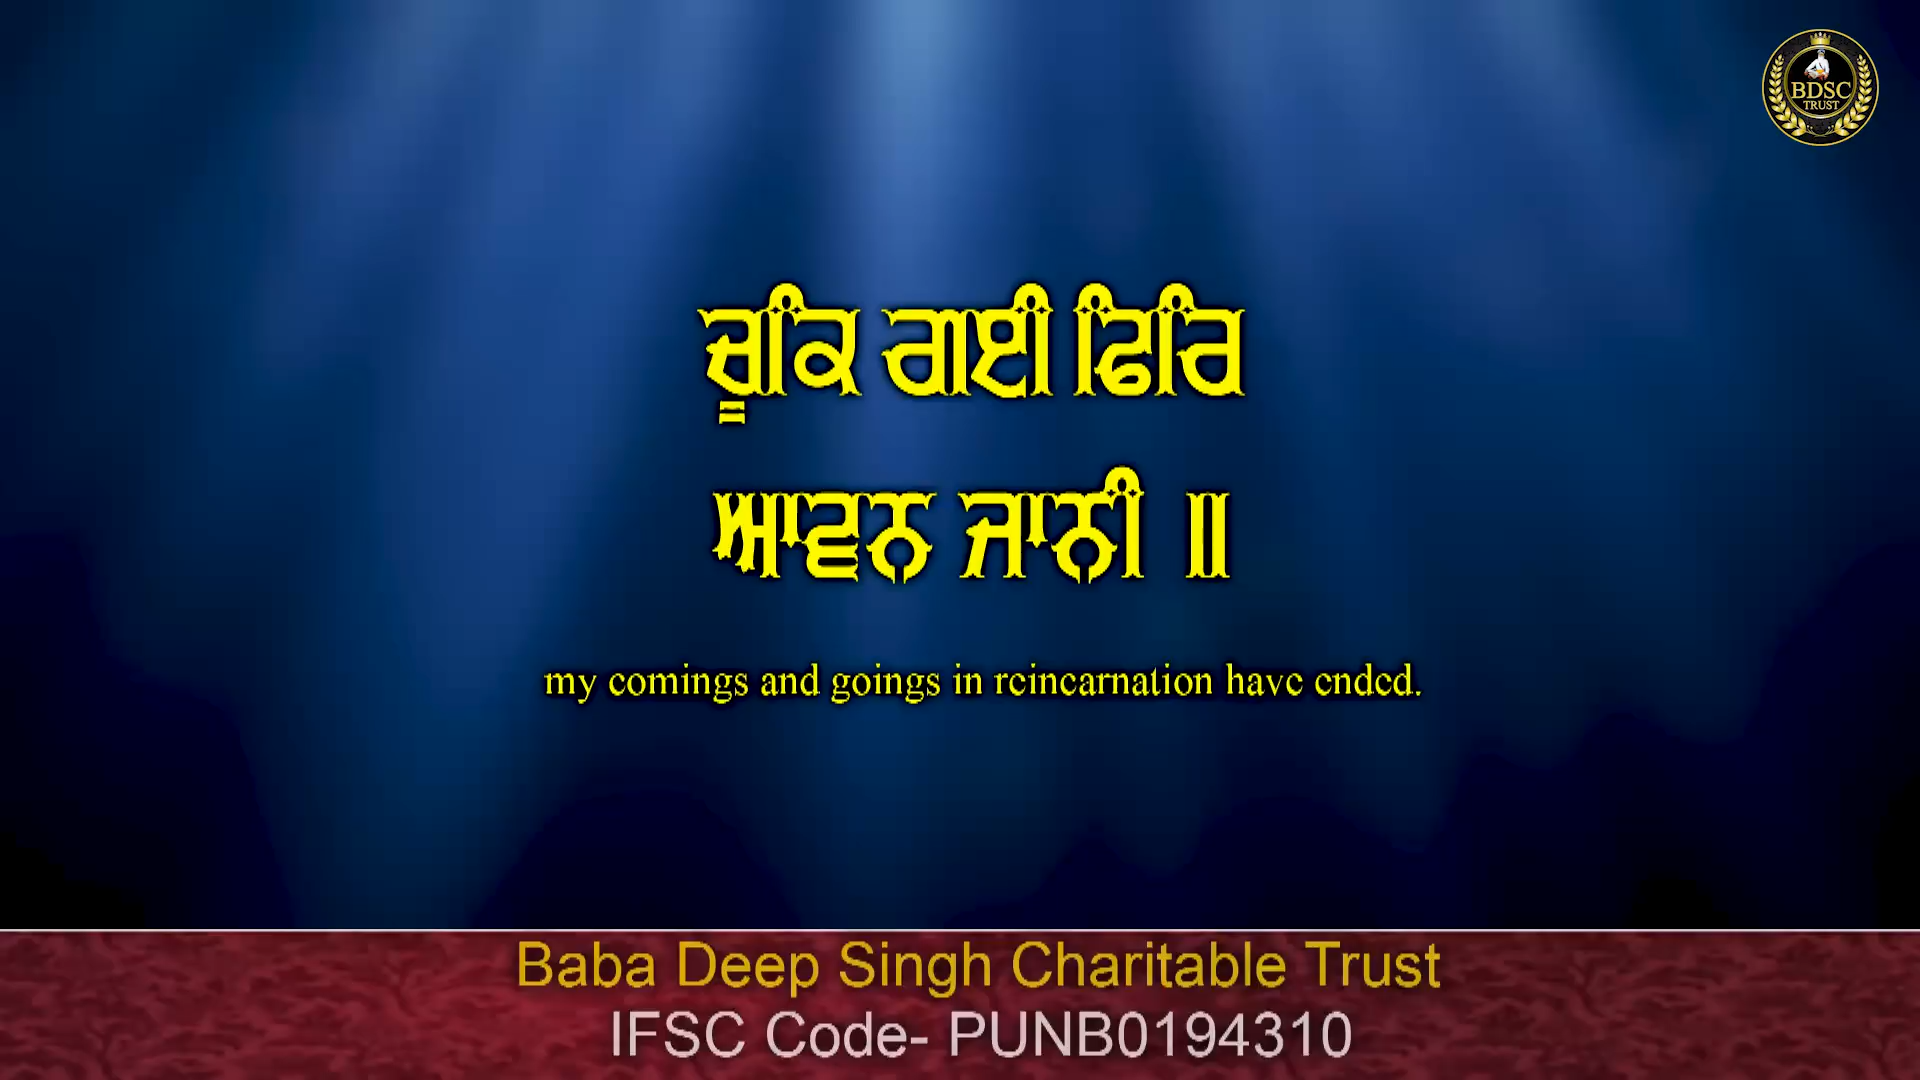 BDSC
TRUST
ਚੂਕਿ ਗਈ ਫਿਰਿ
ਆਵਨ ਜਾਨੀ ॥
my comings and goings in reincarnation have ended.
Baba Deep Singh Charitable Trust
IFSC Code- PUNB0194310